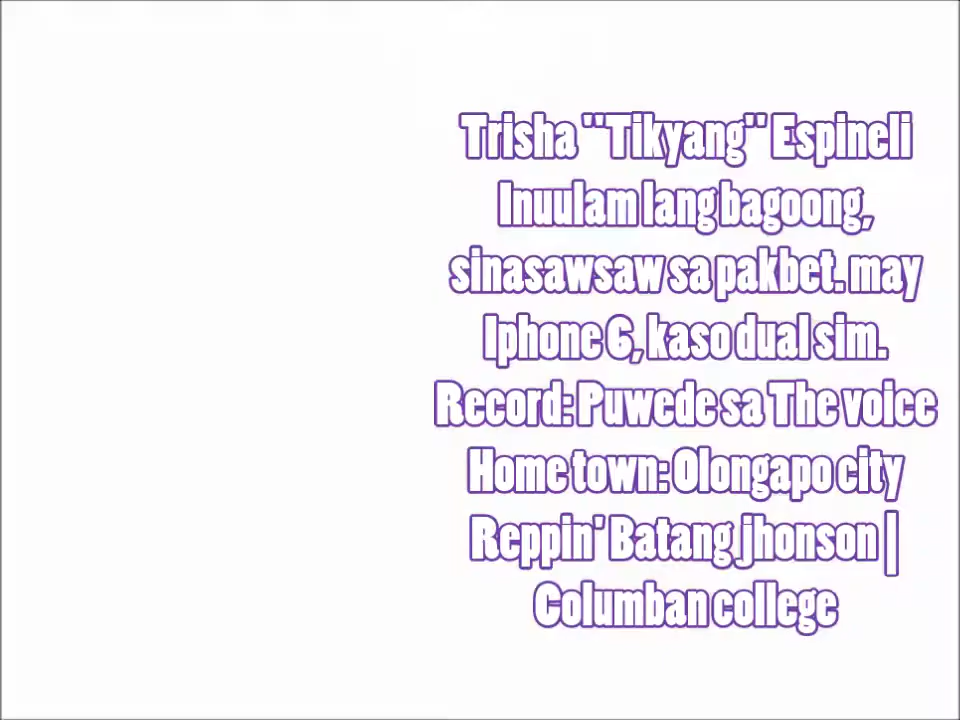 Trisha "Tikyang" Espineli
Inuulam lang bagoong,
sinasawsaw sa pakbet. may
Iphone 6, kaso dual sim.
Record: Puwede sa The voice
Home town: Olongapo city
Reppin' Batang jhonson |
Columban college